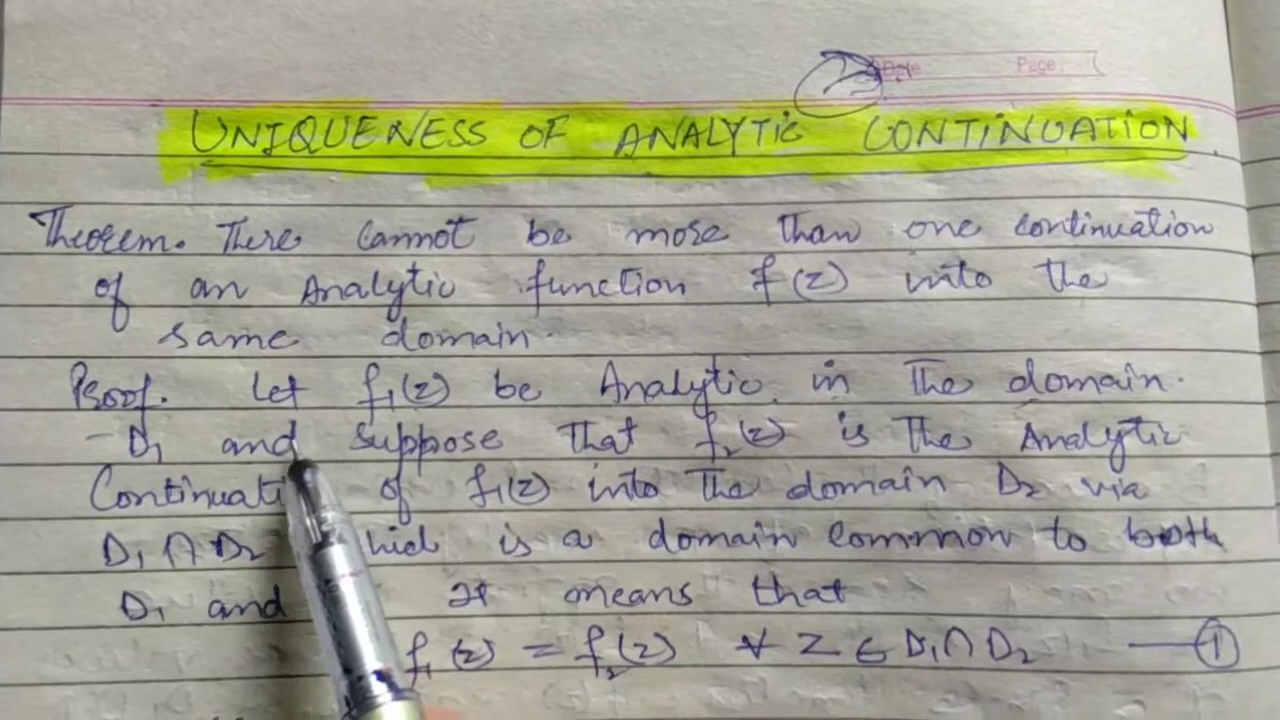 Date Page
UNIQUENESS OF ANALYTIC CONTINUATION
Theorem. There cannot be more than one continuation
of an Analytic function f(z) into the
same domain.
Proof. Let f₁(z) be Analytic in the domain.
D₁ and suppose that f₂(z) is the Analytic
Continuati of f₁(z) into the domain D₂ via
D₁ ∩ D₂ hich is a domain common to both
D₁ and It means that
f₁(z) = f₂(z) ∀ z ∈ D₁∩D₂ —①